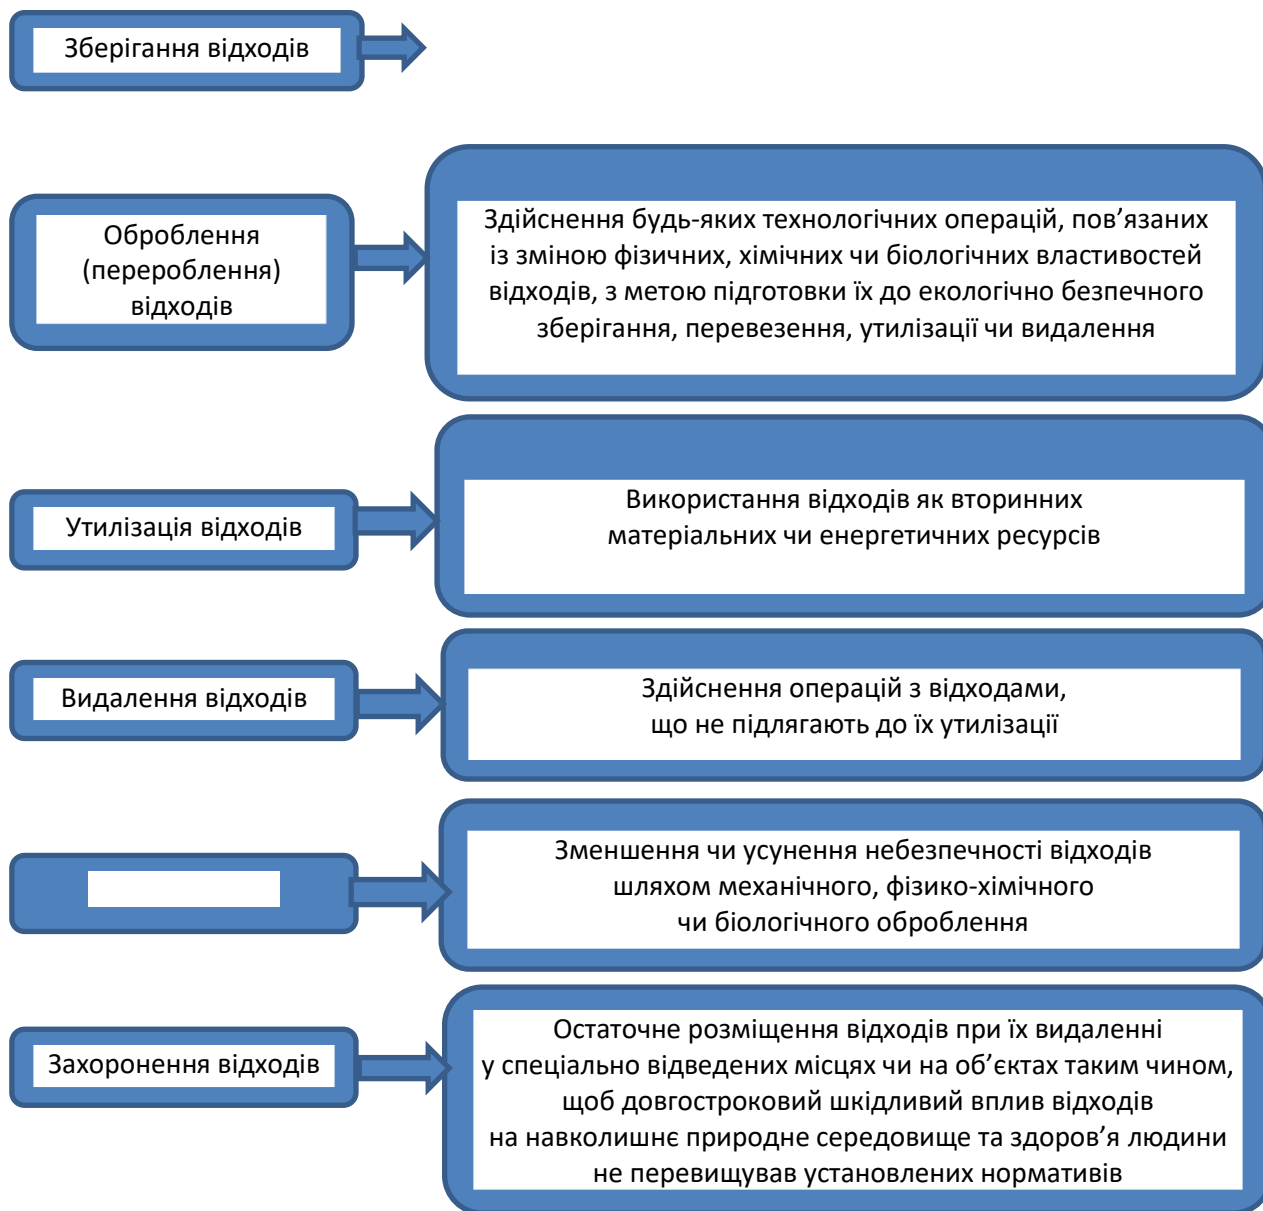 Зберігання відходів
Оброблення
(перероблення)
відходів
Здійснення будь-яких технологічних операцій, пов’язаних
із зміною фізичних, хімічних чи біологічних властивостей
відходів, з метою підготовки їх до екологічно безпечного
зберігання, перевезення, утилізації чи видалення
Утилізація відходів
Використання відходів як вторинних
матеріальних чи енергетичних ресурсів
Видалення відходів
Здійснення операцій з відходами,
що не підлягають до їх утилізації
Зменшення чи усунення небезпечності відходів
шляхом механічного, фізико-хімічного
чи біологічного оброблення
Захоронення відходів
Остаточне розміщення відходів при їх видаленні
у спеціально відведених місцях чи на об’єктах таким чином,
щоб довгостроковий шкідливий вплив відходів
на навколишнє природне середовище та здоров’я людини
не перевищував установлених нормативів